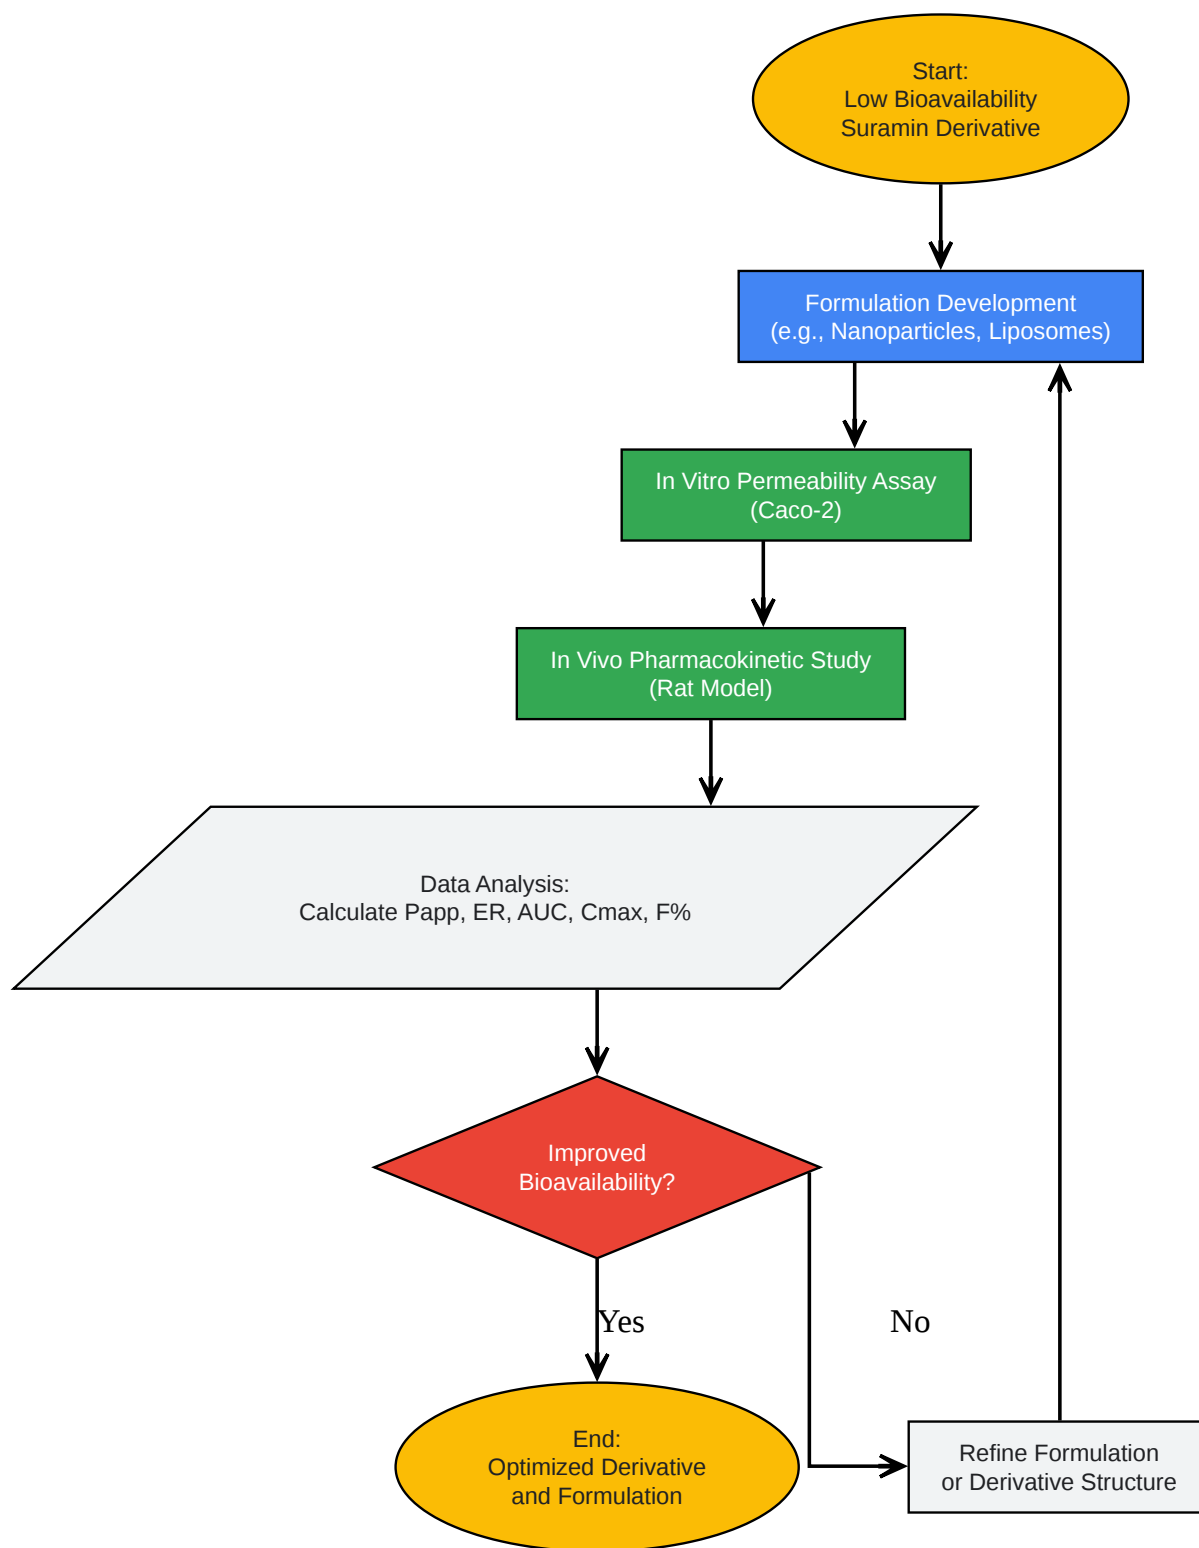 Start:
Low Bioavailability
Suramin Derivative
Formulation Development
(e.g., Nanoparticles, Liposomes)
In Vitro Permeability Assay
(Caco-2)
In Vivo Pharmacokinetic Study
(Rat Model)
Data Analysis:
Calculate Papp, ER, AUC, Cmax, F%
Improved
Bioavailability?
Yes
No
End:
Optimized Derivative
and Formulation
Refine Formulation
or Derivative Structure